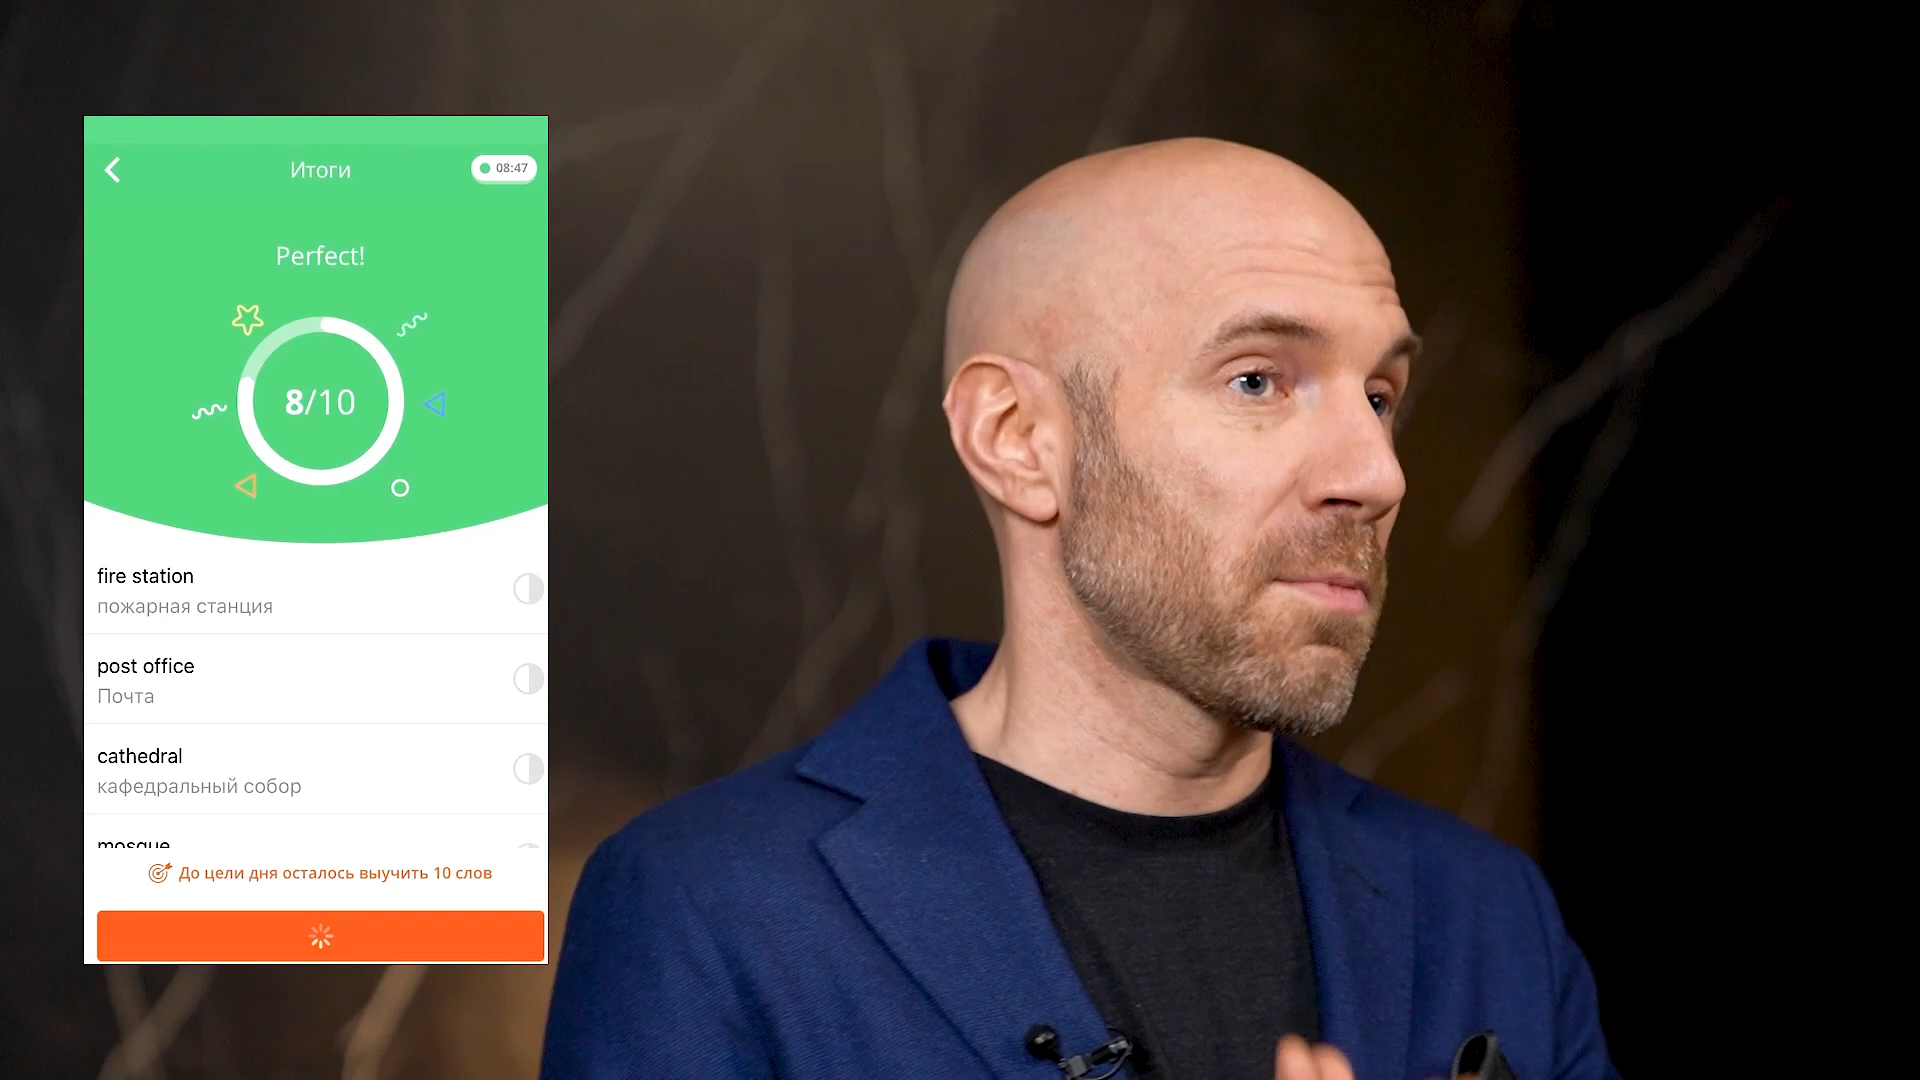 Итоги
08:47
Perfect!
8/10
fire station
пожарная станция
post office
Почта
cathedral
кафедральный собор
mosque
До цели дня осталось выучить 10 слов